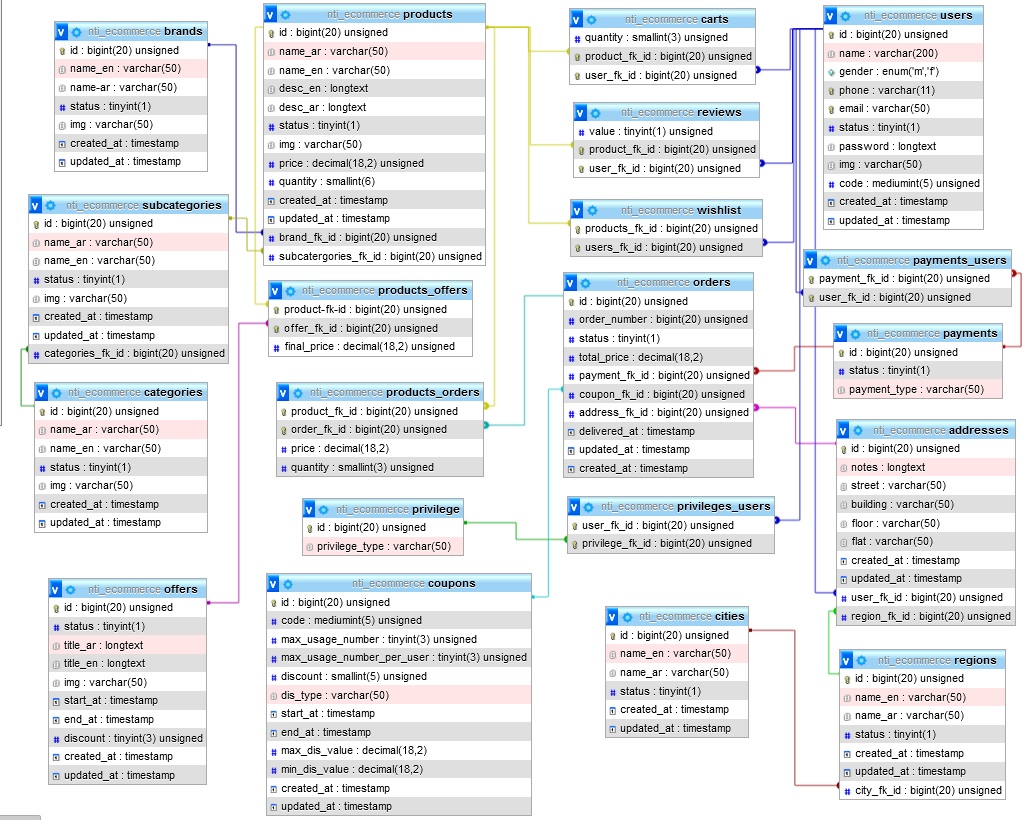 nti_ecommerce brands
id : bigint(20) unsigned
name_en : varchar(50)
name-ar : varchar(50)
status : tinyint(1)
img : varchar(50)
created_at : timestamp
updated_at : timestamp
nti_ecommerce products
id : bigint(20) unsigned
name_ar : varchar(50)
name_en : varchar(50)
desc_en : longtext
desc_ar : longtext
status : tinyint(1)
img : varchar(50)
price : decimal(18,2) unsigned
quantity : smallint(6)
created_at : timestamp
updated_at : timestamp
brand_fk_id : bigint(20) unsigned
subcatergories_fk_id : bigint(20) unsigned
nti_ecommerce carts
quantity : smallint(3) unsigned
product_fk_id : bigint(20) unsigned
user_fk_id : bigint(20) unsigned
nti_ecommerce users
id : bigint(20) unsigned
name : varchar(200)
gender : enum('m','f')
phone : varchar(11)
email : varchar(50)
status : tinyint(1)
password : longtext
img : varchar(50)
code : mediumint(5) unsigned
created_at : timestamp
updated_at : timestamp
nti_ecommerce reviews
value : tinyint(1) unsigned
product_fk_id : bigint(20) unsigned
user_fk_id : bigint(20) unsigned
nti_ecommerce subcategories
id : bigint(20) unsigned
name_ar : varchar(50)
name_en : varchar(50)
status : tinyint(1)
img : varchar(50)
created_at : timestamp
updated_at : timestamp
categories_fk_id : bigint(20) unsigned
nti_ecommerce wishlist
products_fk_id : bigint(20) unsigned
users_fk_id : bigint(20) unsigned
nti_ecommerce payments_users
payment_fk_id : bigint(20) unsigned
user_fk_id : bigint(20) unsigned
nti_ecommerce products_offers
product-fk-id : bigint(20) unsigned
offer_fk_id : bigint(20) unsigned
final_price : decimal(18,2) unsigned
nti_ecommerce orders
id : bigint(20) unsigned
order_number : bigint(20) unsigned
status : tinyint(1)
total_price : decimal(18,2)
payment_fk_id : bigint(20) unsigned
coupon_fk_id : bigint(20) unsigned
address_fk_id : bigint(20) unsigned
delivered_at : timestamp
updated_at : timestamp
created_at : timestamp
nti_ecommerce payments
id : bigint(20) unsigned
status : tinyint(1)
payment_type : varchar(50)
nti_ecommerce categories
id : bigint(20) unsigned
name_ar : varchar(50)
name_en : varchar(50)
status : tinyint(1)
img : varchar(50)
created_at : timestamp
updated_at : timestamp
nti_ecommerce products_orders
product_fk_id : bigint(20) unsigned
order_fk_id : bigint(20) unsigned
price : decimal(18,2)
quantity : smallint(3) unsigned
nti_ecommerce addresses
id : bigint(20) unsigned
notes : longtext
street : varchar(50)
building : varchar(50)
floor : varchar(50)
flat : varchar(50)
created_at : timestamp
updated_at : timestamp
user_fk_id : bigint(20) unsigned
region_fk_id : bigint(20) unsigned
nti_ecommerce privilege
id : bigint(20) unsigned
privilege_type : varchar(50)
nti_ecommerce privileges_users
user_fk_id : bigint(20) unsigned
privilege_fk_id : bigint(20) unsigned
nti_ecommerce offers
id : bigint(20) unsigned
status : tinyint(1)
title_ar : longtext
title_en : longtext
img : varchar(50)
start_at : timestamp
end_at : timestamp
discount : tinyint(3) unsigned
created_at : timestamp
updated_at : timestamp
nti_ecommerce coupons
id : bigint(20) unsigned
code : mediumint(5) unsigned
max_usage_number : tinyint(3) unsigned
max_usage_number_per_user : tinyint(3) unsigned
discount : smallint(5) unsigned
dis_type : varchar(50)
start_at : timestamp
end_at : timestamp
max_dis_value : decimal(18,2)
min_dis_value : decimal(18,2)
created_at : timestamp
updated_at : timestamp
nti_ecommerce cities
id : bigint(20) unsigned
name_en : varchar(50)
name_ar : varchar(50)
status : tinyint(1)
created_at : timestamp
updated_at : timestamp
nti_ecommerce regions
id : bigint(20) unsigned
name_en : varchar(50)
name_ar : varchar(50)
status : tinyint(1)
created_at : timestamp
updated_at : timestamp
city_fk_id : bigint(20) unsigned